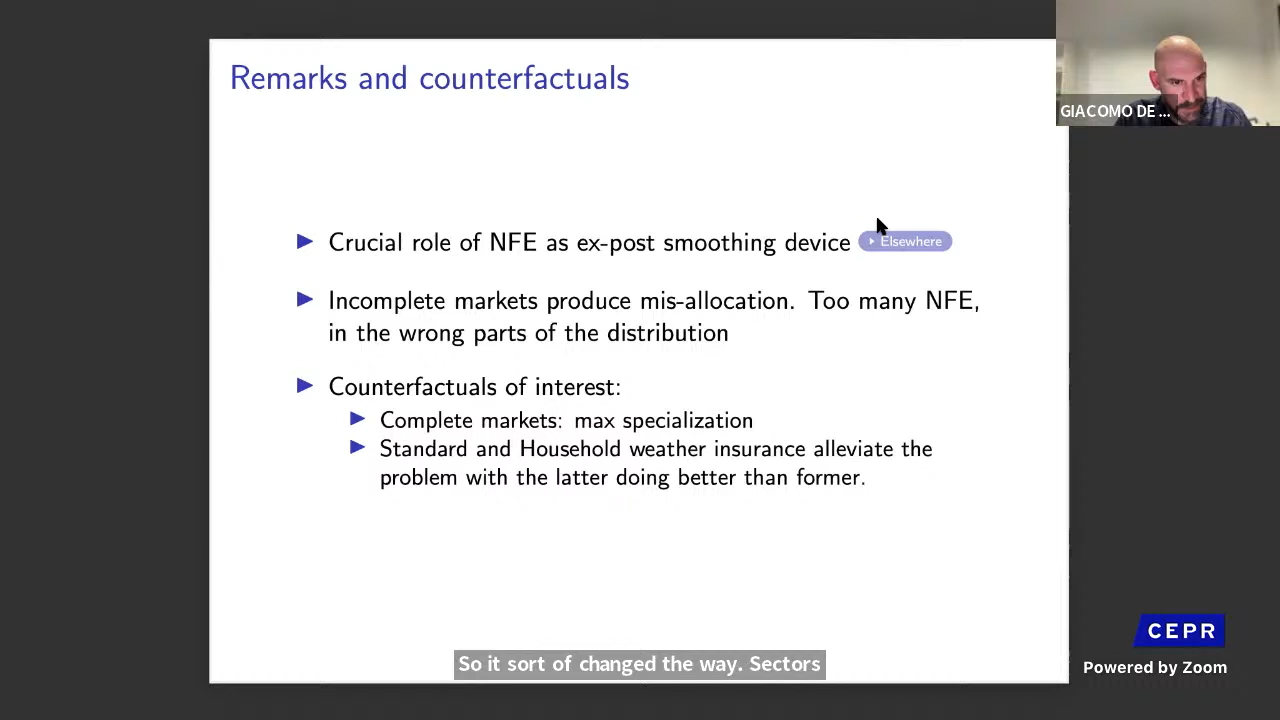 Remarks and counterfactuals
GIACOMO DE ...
Crucial role of NFE as ex-post smoothing device Elsewhere
Incomplete markets produce mis-allocation. Too many NFE,
in the wrong parts of the distribution
Counterfactuals of interest:
Complete markets: max specialization
Standard and Household weather insurance alleviate the
problem with the latter doing better than former.
CEPR
So it sort of changed the way. Sectors
Powered by Zoom